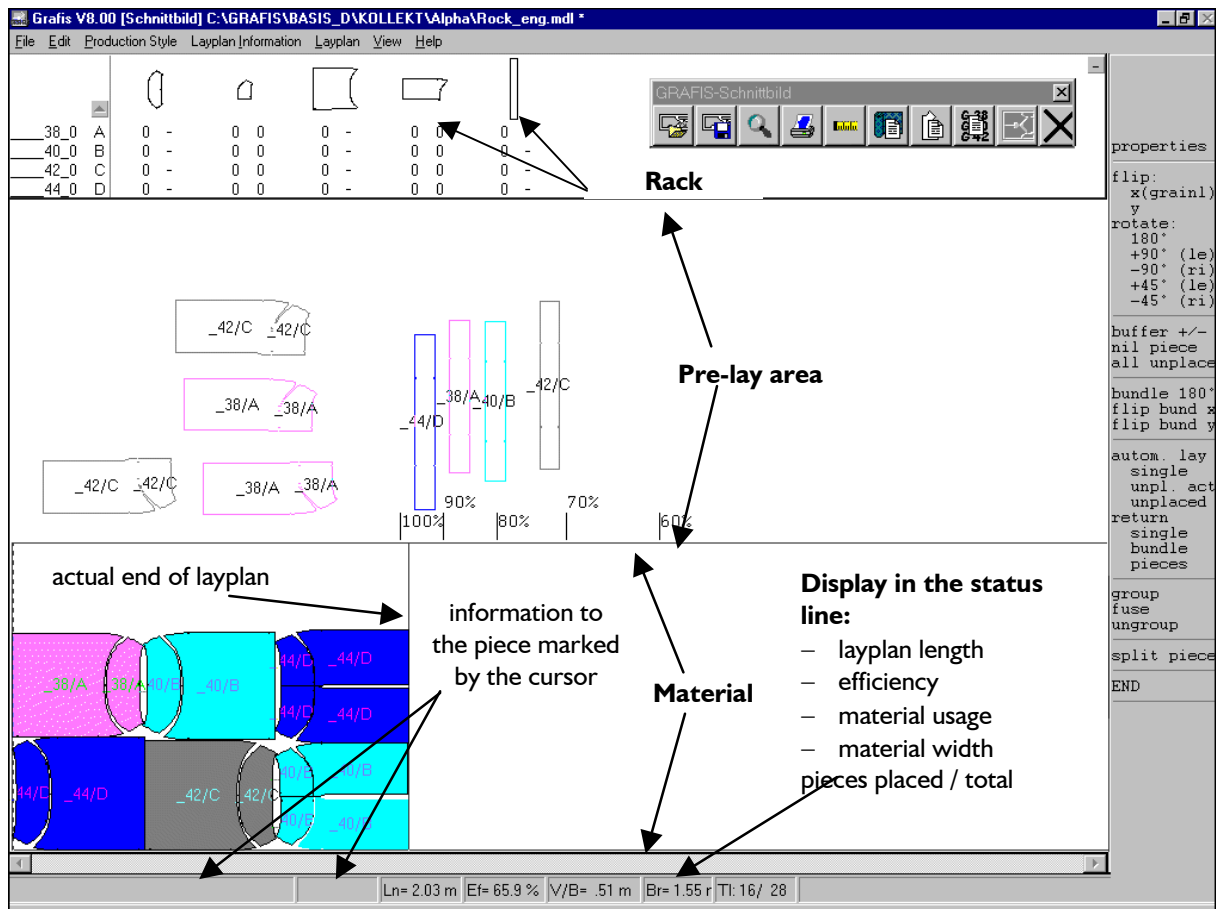 Grafis V8.00 [Schnittbild] C:\GRAFIS\BASIS_D\KOLLEKT\Alpha\Rock_eng.mdl *
File Edit Production Style Layplan Information Layplan View Help
GRAFIS-Schnittbild
____38_0 A 0 - 0 0 0 - 0 0 0 -
____40_0 B 0 - 0 0 0 - 0 0 0 -
____42_0 C 0 - 0 0 0 - 0 0 0 -
____44_0 D 0 - 0 0 0 - 0 0 0 -
Rack
properties
flip:
x(grainl)
y
rotate:
180°
+90° (le)
-90° (ri)
+45° (le)
-45° (ri)
buffer +/-
nil piece
all unplace
bundle 180°
flip bund x
flip bund y
autom. lay
single
unpl. act
unplaced
return
single
bundle
pieces
group
fuse
ungroup
split piece
END
_42/C _42/C
_38/A _38/A
_42/C _42/C
_38/A _38/A
_44/D
_38/A
_40/B
_42/C
Pre-lay area
100% 90% 80% 70% 60%
actual end of layplan
information to
the piece marked
by the cursor
Material
Display in the status
line:
– layplan length
– efficiency
– material usage
– material width
pieces placed / total
_38/A _38/A _40/B _40/B _44/D _44/D
_44/D _44/D
_44/D _44/D _42/C _42/C _40/B _40/B
_40/B _40/B
Ln= 2.03 m Ef= 65.9 % V/B= .51 m Br= 1.55 r Tl: 16/ 28